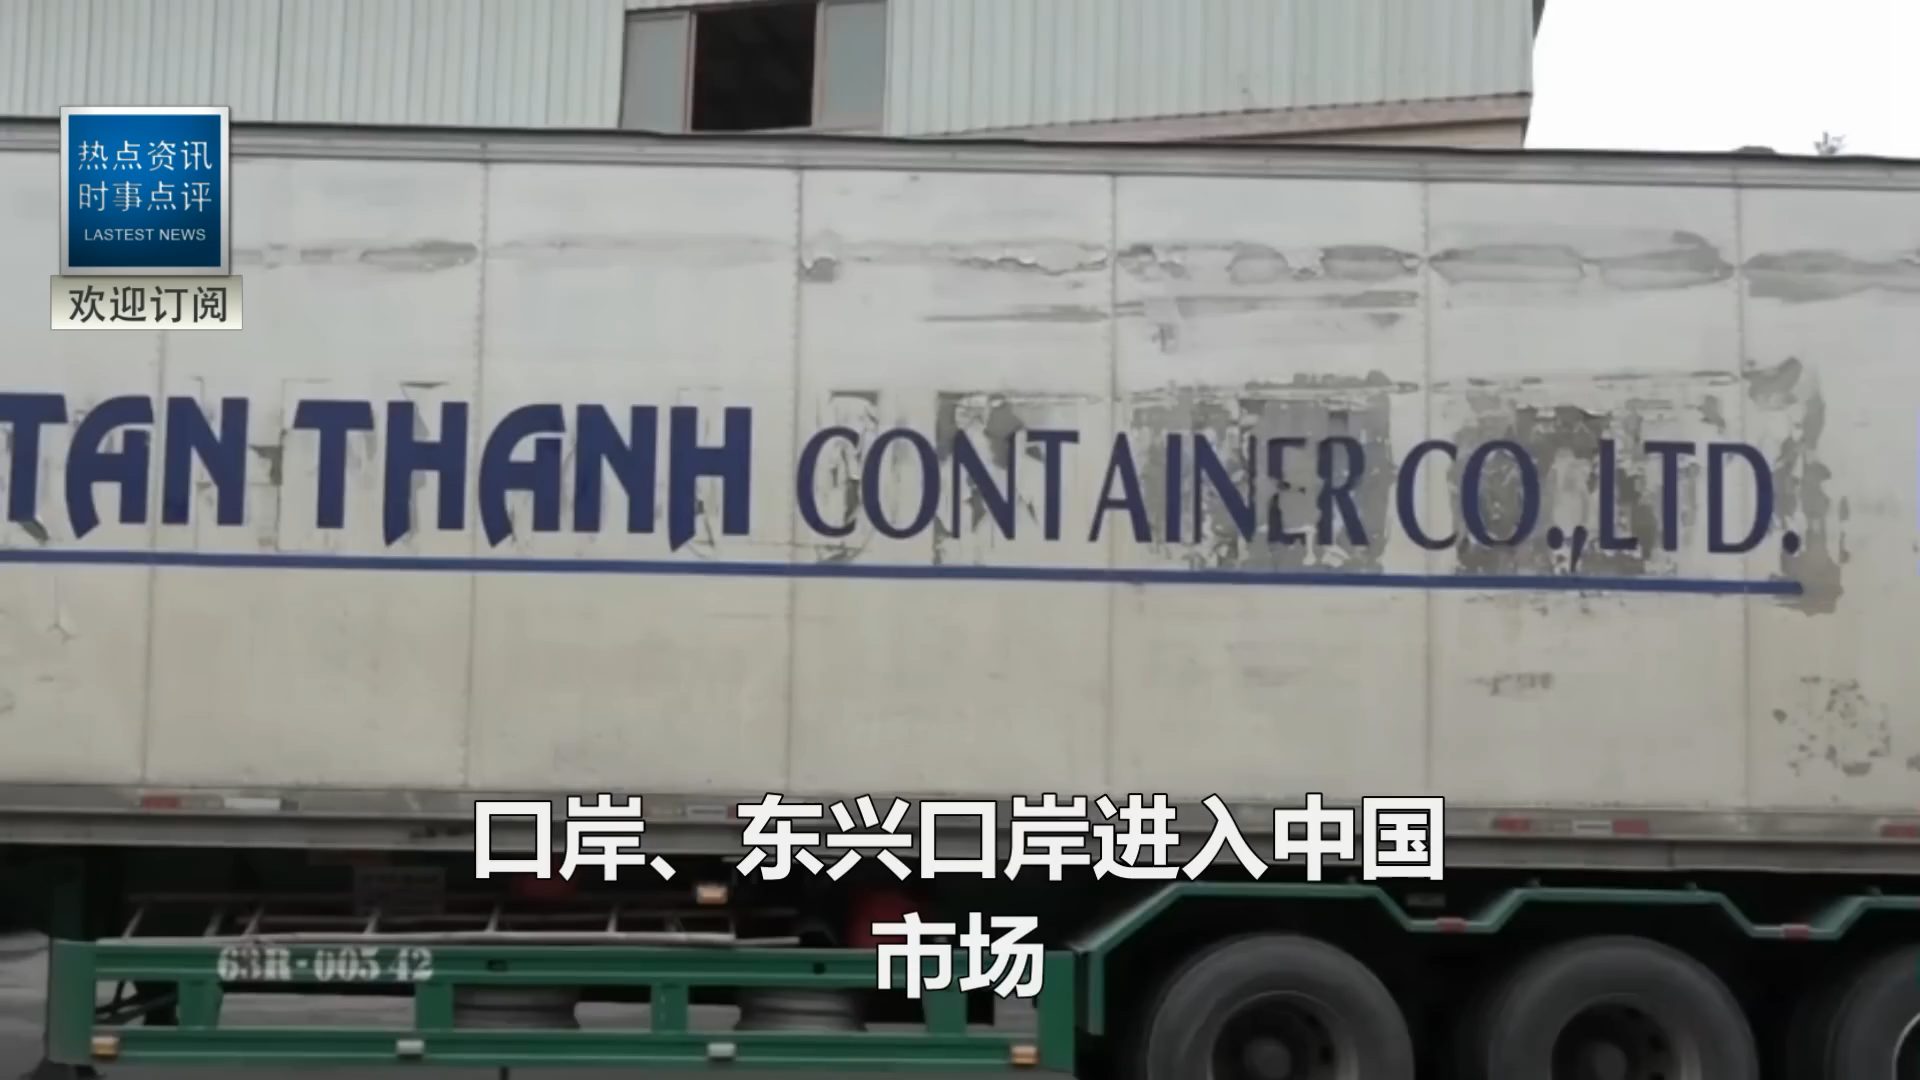 热点资讯
时事点评
LASTEST NEWS
欢迎订阅
TAN THANH CONTAINER CO.,LTD.
口岸、东兴口岸进入中国
市场
63R-005 42